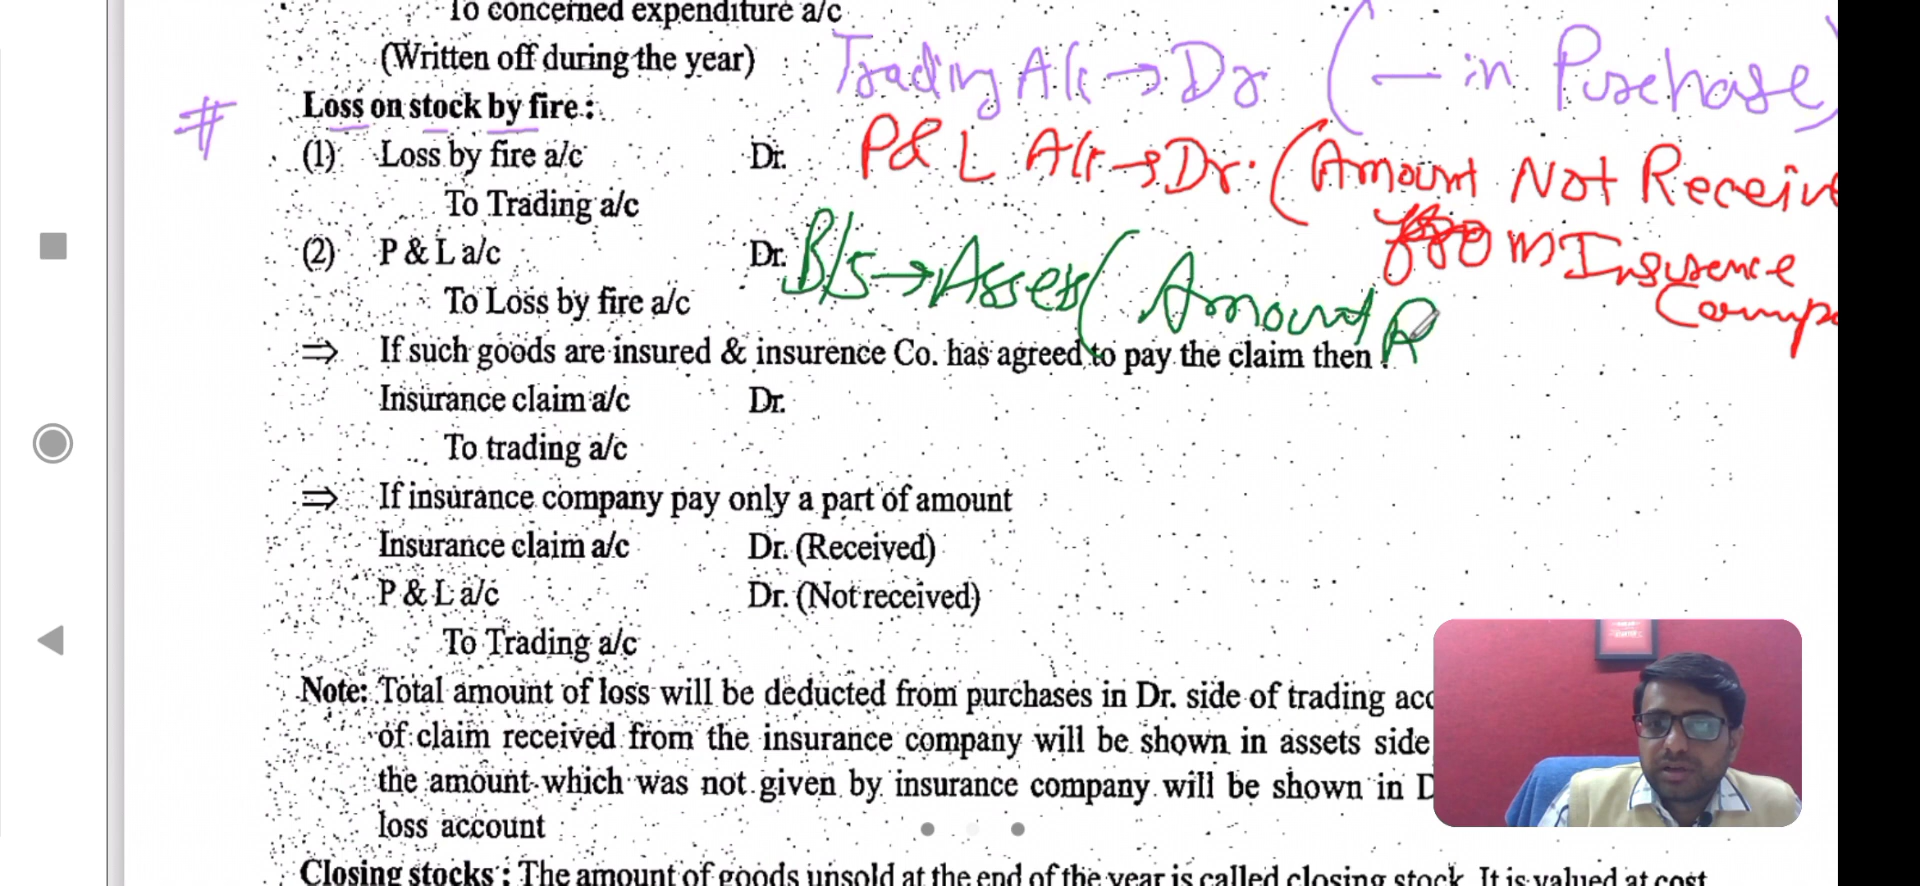 To concerned expenditure a/c
(Written off during the year)
Trading A/c → Dr (— in Purchase)
# Loss on stock by fire :
(1) Loss by fire a/c Dr.
P & L A/c → Dr. (Amount Not Receiv
To Trading a/c
from Insurence
Comp
(2) P & L a/c Dr.
B/s → Asses ( Amount R
To Loss by fire a/c
⇒ If such goods are insured & insurence Co. has agreed to pay the claim then :
Insurance claim a/c Dr.
To trading a/c
⇒ If insurance company pay only a part of amount
Insurance claim a/c Dr. (Received)
P & L a/c Dr. (Not received)
To Trading a/c
Note: Total amount of loss will be deducted from purchases in Dr. side of trading acc
of claim received from the insurance company will be shown in assets side
the amount which was not given by insurance company will be shown in D
loss account
Closing stocks : The amount of goods unsold at the end of the year is called closing stock. It is valued at cost